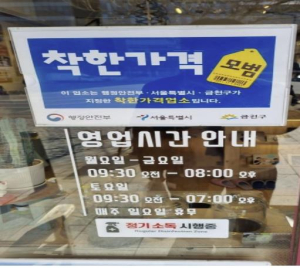 착한가격
모범
이 업소는 행정안전부 · 서울특별시 · 금천구가
지정한 착한가격업소입니다.
행정안전부 서울특별시 금천구
영업시간 안내
월요일 - 금요일
09:30 오전 - 08:00 오후
토요일
09:30 오전 - 07:00 오후
매주 일요일 휴무
정기소독 시행중